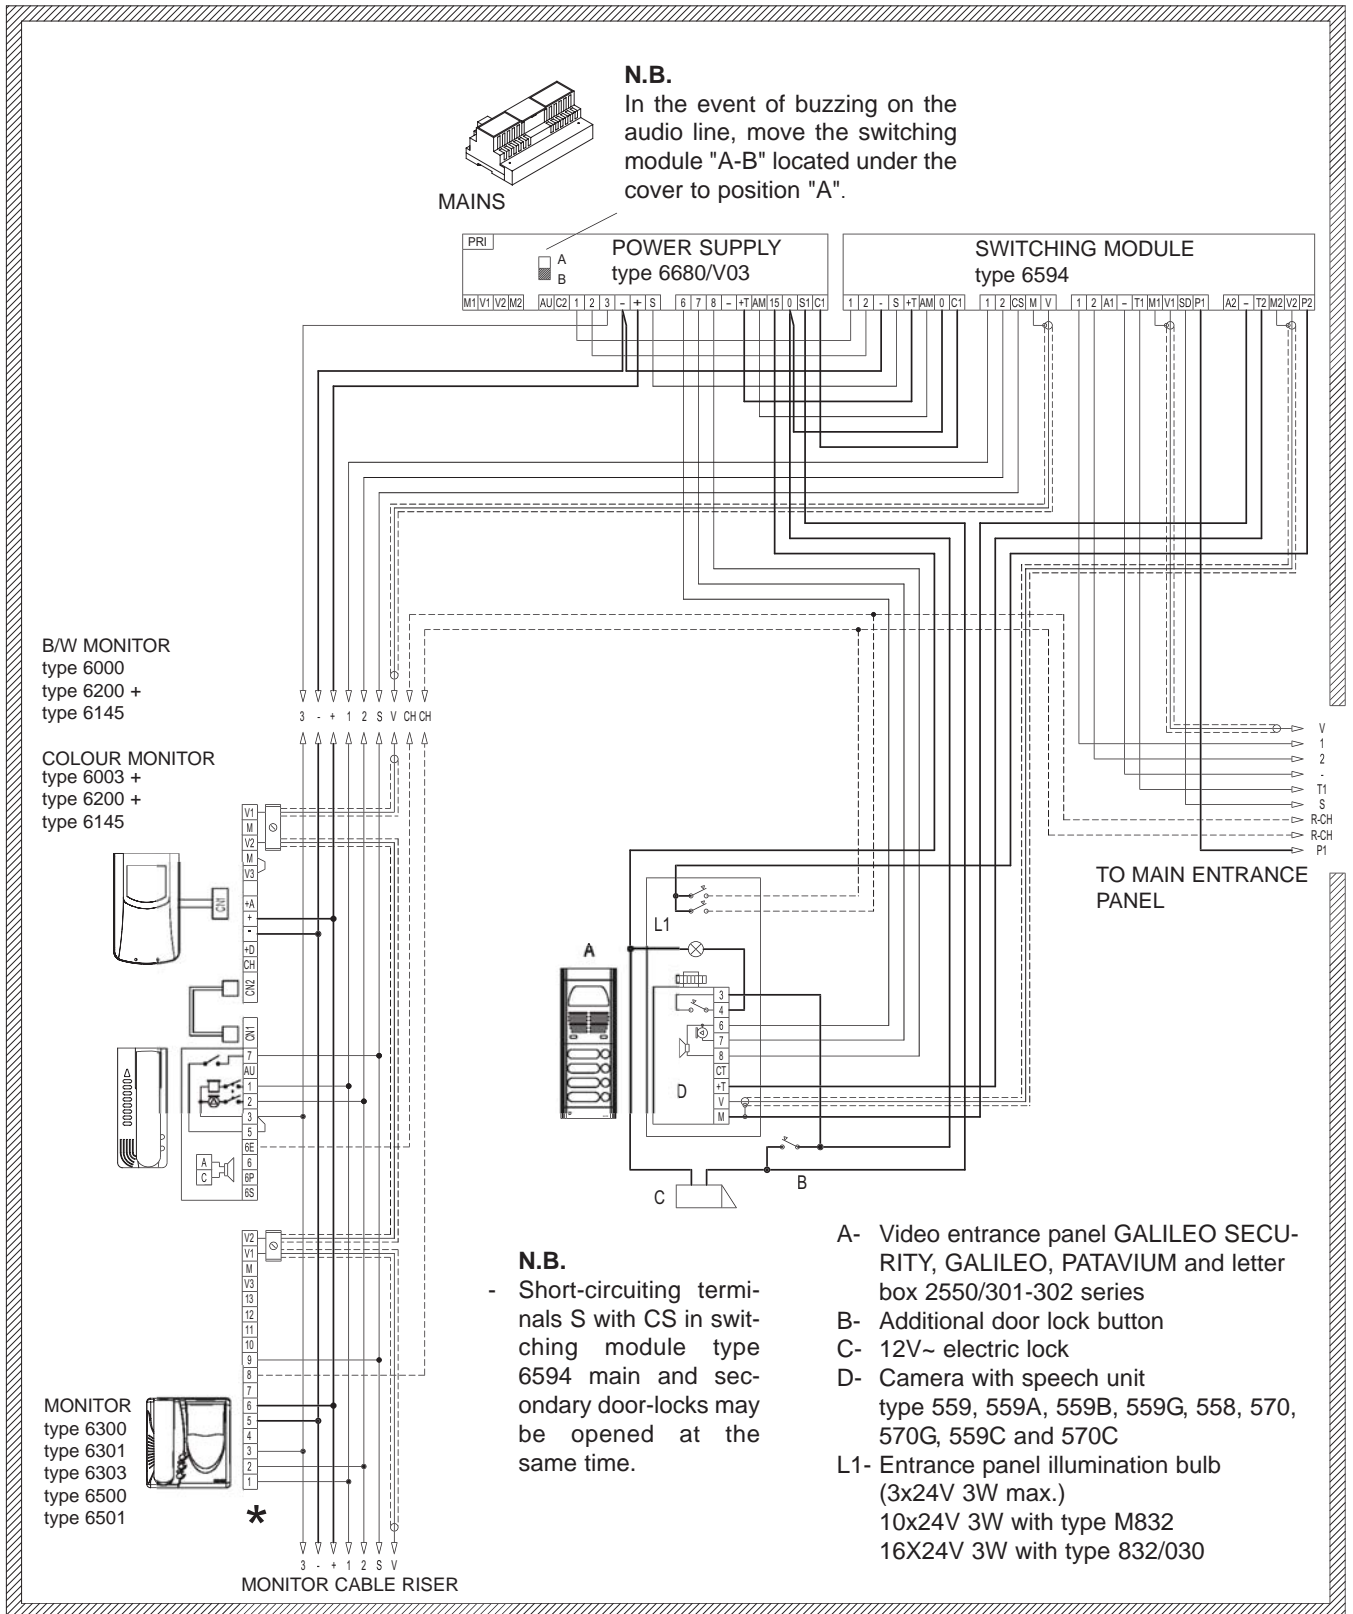 N.B.
In the event of buzzing on the
audio line, move the switching
module "A-B" located under the
cover to position "A".
MAINS
PRI
A
B
POWER SUPPLY
type 6680/V03
M1 V1 V2 M2 AU C2 1 2 3 - + S 6 7 8 - +T AM 15 0 S1 C1
SWITCHING MODULE
type 6594
1 2 - S +T AM 0 C1 1 2 CS M V 1 2 A1 - T1 M1 V1 SD P1 A2 - T2 M2 V2 P2
B/W MONITOR
type 6000
type 6200 +
type 6145
3 - + 1 2 S V CH CH
COLOUR MONITOR
type 6003 +
type 6200 +
type 6145
V1
M
V2
M
V3
+A
+
-
+D
CH
CN2
CN1
CN1
7
AU
1
2
3
5
6E
6
6P
6S
A
C
V
1
2
-
T1
S
R-CH
R-CH
P1
TO MAIN ENTRANCE
PANEL
L1
A
3
4
6
7
8
CT
+T
V
M
D
B
C
V2
V1
M
V3
13
12
11
10
9
8
7
6
5
4
3
2
1
MONITOR
type 6300
type 6301
type 6303
type 6500
type 6501
*
3 - + 1 2 S V
MONITOR CABLE RISER
N.B.
- Short-circuiting termi-
nals S with CS in swit-
ching module type
6594 main and sec-
ondary door-locks may
be opened at the
same time.
A- Video entrance panel GALILEO SECU-
RITY, GALILEO, PATAVIUM and letter
box 2550/301-302 series
B- Additional door lock button
C- 12V~ electric lock
D- Camera with speech unit
type 559, 559A, 559B, 559G, 558, 570,
570G, 559C and 570C
L1- Entrance panel illumination bulb
(3x24V 3W max.)
10x24V 3W with type M832
16X24V 3W with type 832/030